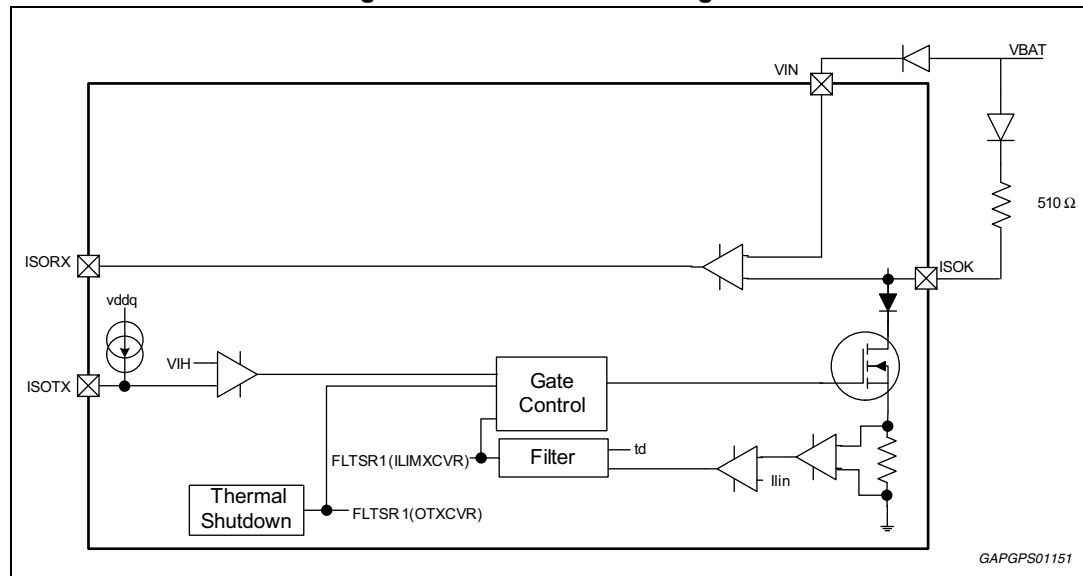 VBAT
VIN
510 Ω
ISORX
ISOK
vddq
VIH
ISOTX
Gate
Control
FLTSR1(ILIMXCVR)
Filter
td
Ilin
Thermal
Shutdown
FLTSR1(OTXCVR)
GAPGPS01151